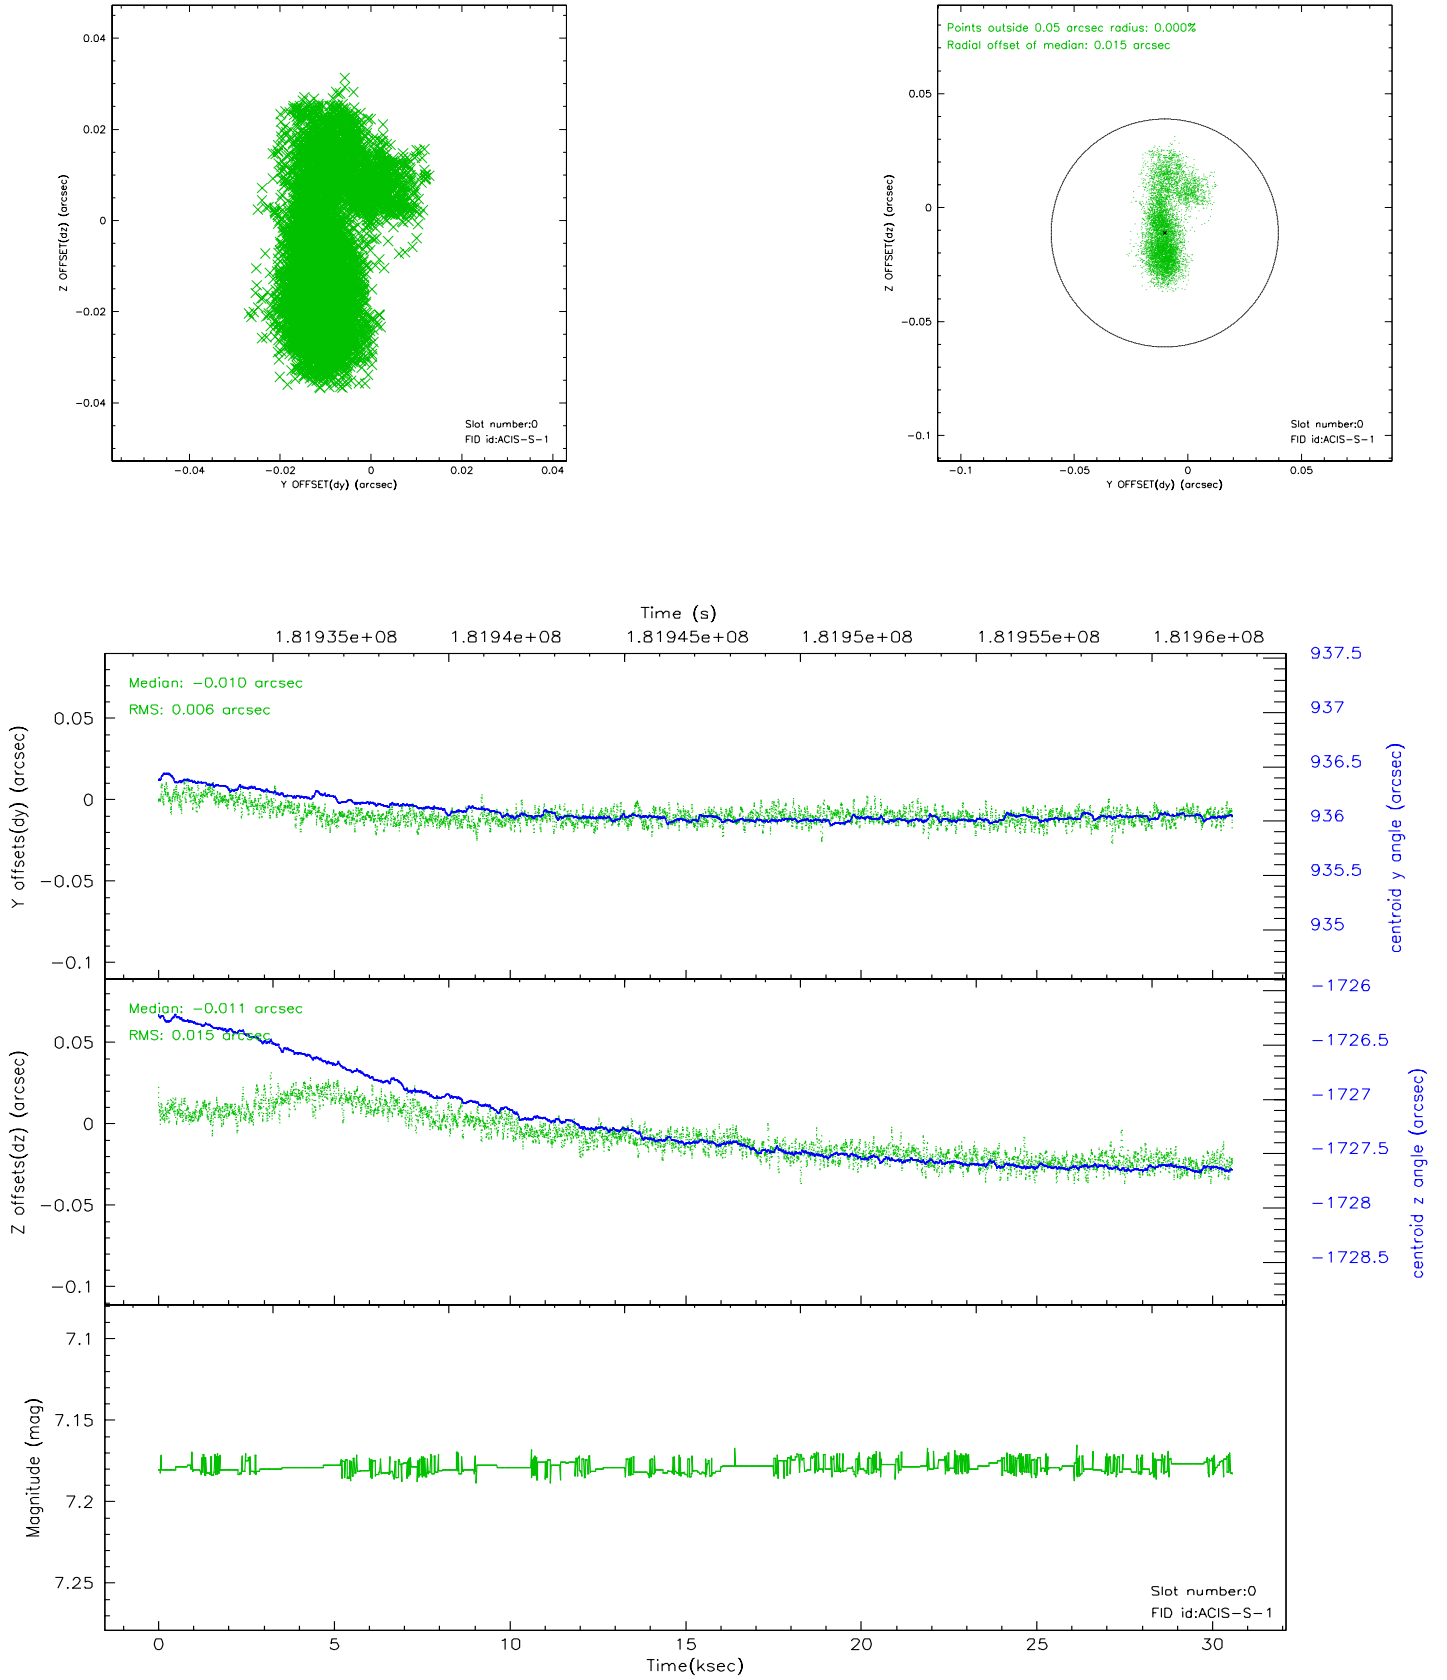 0.04
0.02
0
-0.02
-0.04
Z OFFSET(dz) (arcsec)
Slot number:0
FID id:ACIS-S-1
-0.04 -0.02 0 0.02 0.04
Y OFFSET(dy) (arcsec)
Points outside 0.05 arcsec radius: 0.000%
Radial offset of median: 0.015 arcsec
0.05
0
-0.05
-0.1
Z OFFSET(dz) (arcsec)
Slot number:0
FID id:ACIS-S-1
-0.1 -0.05 0 0.05
Y OFFSET(dy) (arcsec)
Time (s)
1.81935e+08 1.8194e+08 1.81945e+08 1.8195e+08 1.81955e+08 1.8196e+08
Median: -0.010 arcsec
RMS: 0.006 arcsec
0.05
0
-0.05
-0.1
Y offsets(dy) (arcsec)
937.5
937
936.5
936
935.5
935
centroid y angle (arcsec)
Median: -0.011 arcsec
RMS: 0.015 arcsec
0.05
0
-0.05
-0.1
Z offsets(dz) (arcsec)
-1726
-1726.5
-1727
-1727.5
-1728
-1728.5
centroid z angle (arcsec)
7.1
7.15
7.2
7.25
Magnitude (mag)
Slot number:0
FID id:ACIS-S-1
0 5 10 15 20 25 30
Time(ksec)